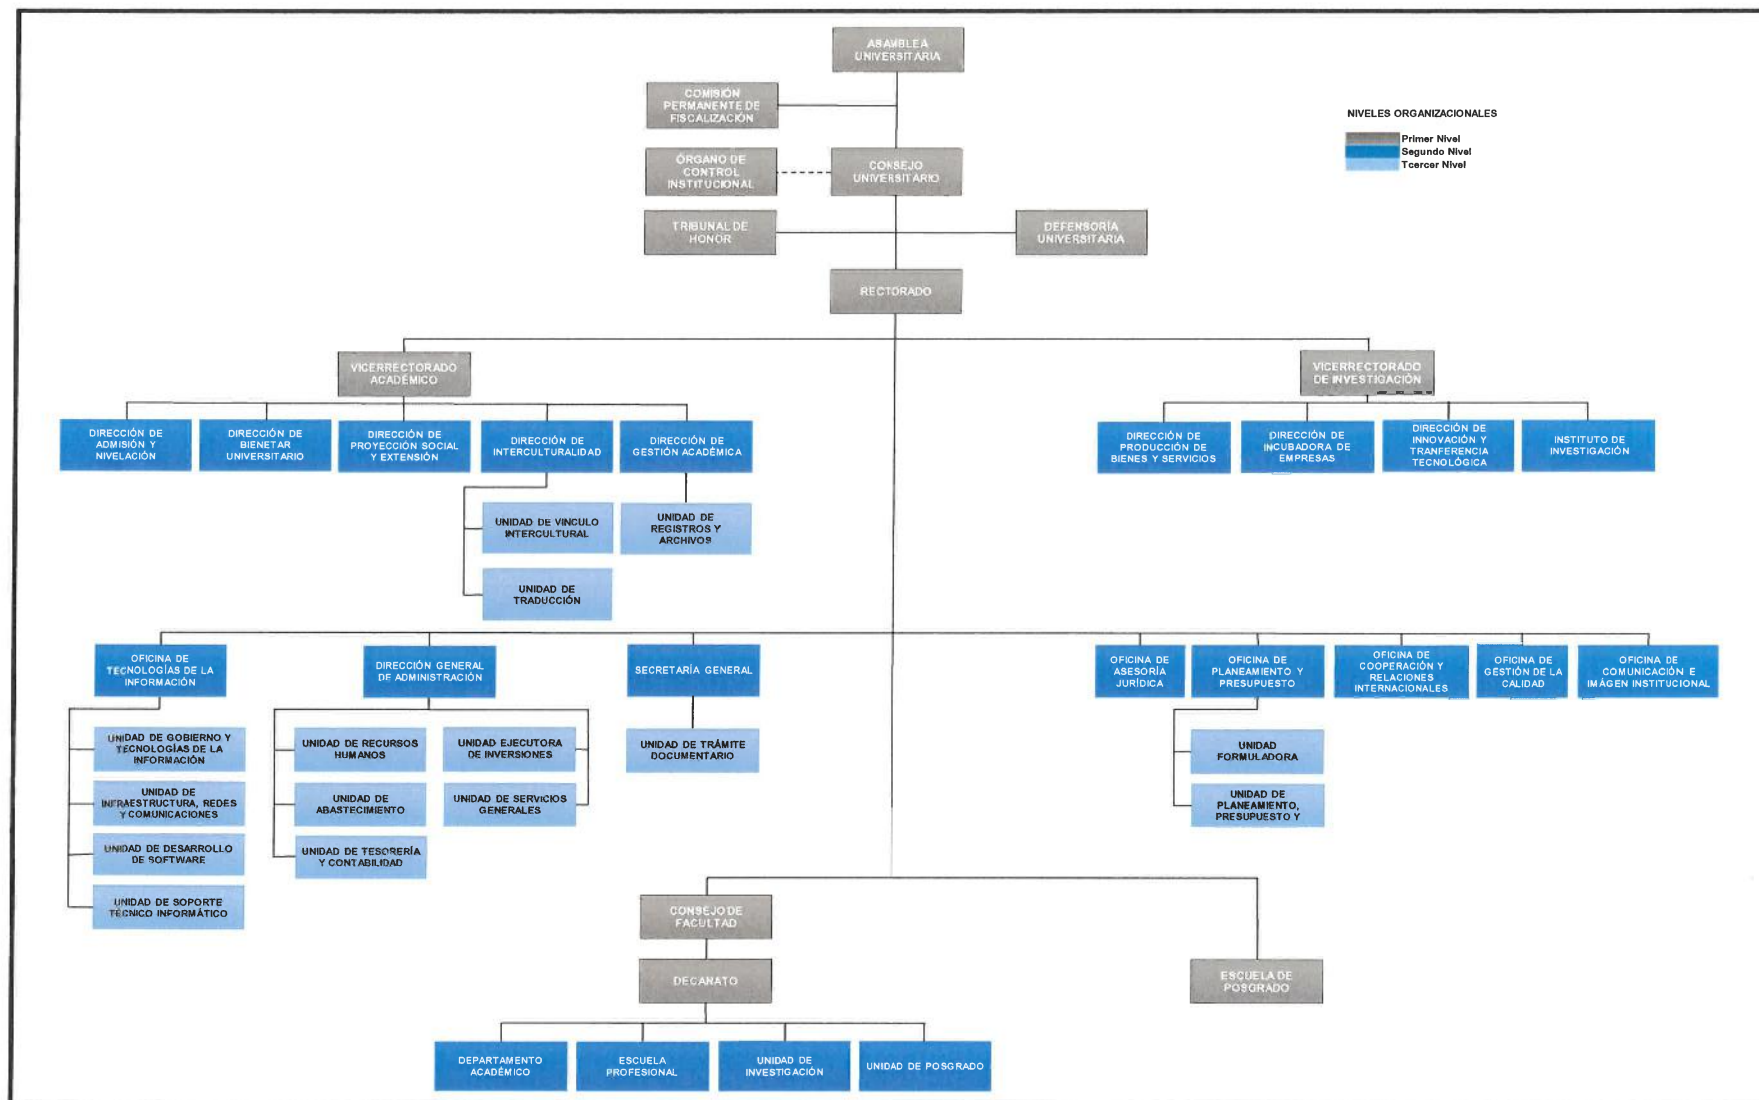 ASAMBLEA
UNIVERSITARIA
COMISIÓN
PERMANENTE DE
FISCALIZACIÓN
NIVELES ORGANIZACIONALES
Primer Nivel
Segundo Nivel
Tcercer Nivel
ÓRGANO DE
CONTROL
INSTITUCIONAL
CONSEJO
UNIVERSITARIO
TRIBUNAL DE
HONOR
DEFENSORÍA
UNIVERSITARIA
RECTORADO
VICERRECTORADO
ACADÉMICO
VICERRECTORADO
DE INVESTIGACIÓN
DIRECCIÓN DE
ADMISIÓN Y
NIVELACIÓN
DIRECCIÓN DE
BIENETAR
UNIVERSITARIO
DIRECCIÓN DE
PROYECCIÓN SOCIAL
Y EXTENSIÓN
DIRECCIÓN DE
INTERCULTURALIDAD
DIRECCIÓN DE
GESTIÓN ACADÉMICA
DIRECCIÓN DE
PRODUCCIÓN DE
BIENES Y SERVICIOS
DIRECCIÓN DE
INCUBADORA DE
EMPRESAS
DIRECCIÓN DE
INNOVACIÓN Y
TRANFERENCIA
TECNOLÓGICA
INSTITUTO DE
INVESTIGACIÓN
UNIDAD DE VINCULO
INTERCULTURAL
UNIDAD DE
REGISTROS Y
ARCHIVOS
UNIDAD DE
TRADUCCIÓN
OFICINA DE
TECNOLOGÍAS DE LA
INFORMACIÓN
DIRECCIÓN GENERAL
DE ADMINISTRACIÓN
SECRETARÍA GENERAL
OFICINA DE
ASESORÍA
JURÍDICA
OFICINA DE
PLANEAMIENTO Y
PRESUPUESTO
OFICINA DE
COOPERACIÓN Y
RELACIONES
INTERNACIONALES
OFICINA DE
GESTIÓN DE LA
CALIDAD
OFICINA DE
COMUNICACIÓN E
IMÁGEN INSTITUCIONAL
UNIDAD DE GOBIERNO Y
TECNOLOGÍAS DE LA
INFORMACIÓN
UNIDAD DE RECURSOS
HUMANOS
UNIDAD EJECUTORA
DE INVERSIONES
UNIDAD DE TRÁMITE
DOCUMENTARIO
UNIDAD
FORMULADORA
UNIDAD DE
INFRAESTRUCTURA, REDES
Y COMUNICACIONES
UNIDAD DE
ABASTECIMIENTO
UNIDAD DE SERVICIOS
GENERALES
UNIDAD DE
PLANEAMIENTO,
PRESUPUESTO Y
UNIDAD DE DESARROLLO
DE SOFTWARE
UNIDAD DE TESORERÍA
Y CONTABILIDAD
UNIDAD DE SOPORTE
TÉCNICO INFORMÁTICO
CONSEJO DE
FACULTAD
DECANATO
ESCUELA DE
POSGRADO
DEPARTAMENTO
ACADÉMICO
ESCUELA
PROFESIONAL
UNIDAD DE
INVESTIGACIÓN
UNIDAD DE POSGRADO